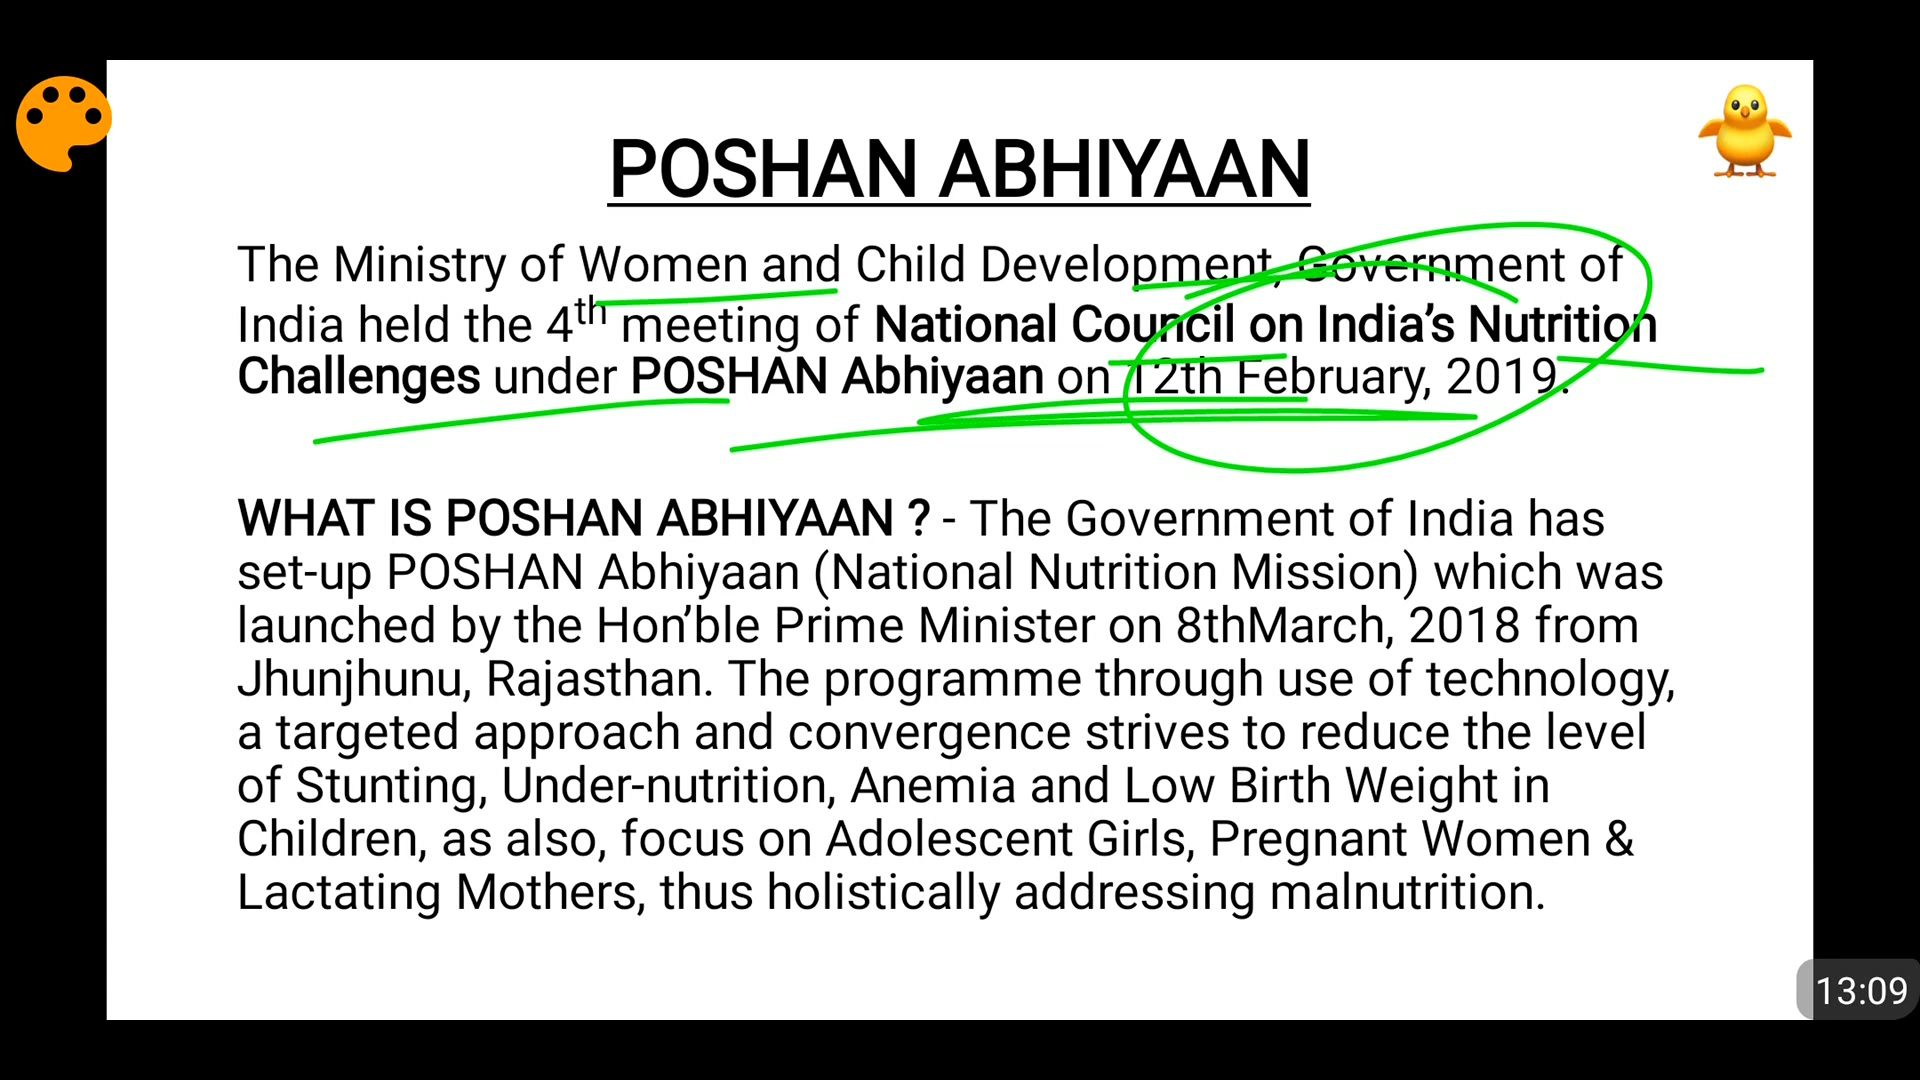 POSHAN ABHIYAAN
The Ministry of Women and Child Development, Government of
India held the 4th meeting of National Council on India’s Nutrition
Challenges under POSHAN Abhiyaan on 12th February, 2019.
WHAT IS POSHAN ABHIYAAN ? - The Government of India has
set-up POSHAN Abhiyaan (National Nutrition Mission) which was
launched by the Hon’ble Prime Minister on 8thMarch, 2018 from
Jhunjhunu, Rajasthan. The programme through use of technology,
a targeted approach and convergence strives to reduce the level
of Stunting, Under-nutrition, Anemia and Low Birth Weight in
Children, as also, focus on Adolescent Girls, Pregnant Women &
Lactating Mothers, thus holistically addressing malnutrition.
13:09